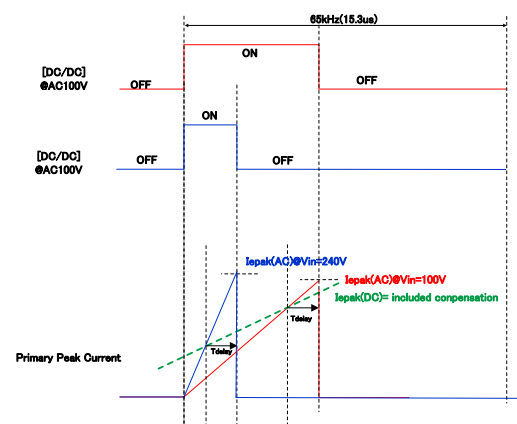 65kHz(15.3us)
ON
[DC/DC]
@AC100V
OFF
OFF
ON
[DC/DC]
@AC100V
OFF
OFF
Iepak(AC)@Vin=240V
Iepak(AC)@Vin=100V
Iepak(DC)= included conpensation
Tdelay
Tdelay
Primary Peak Current